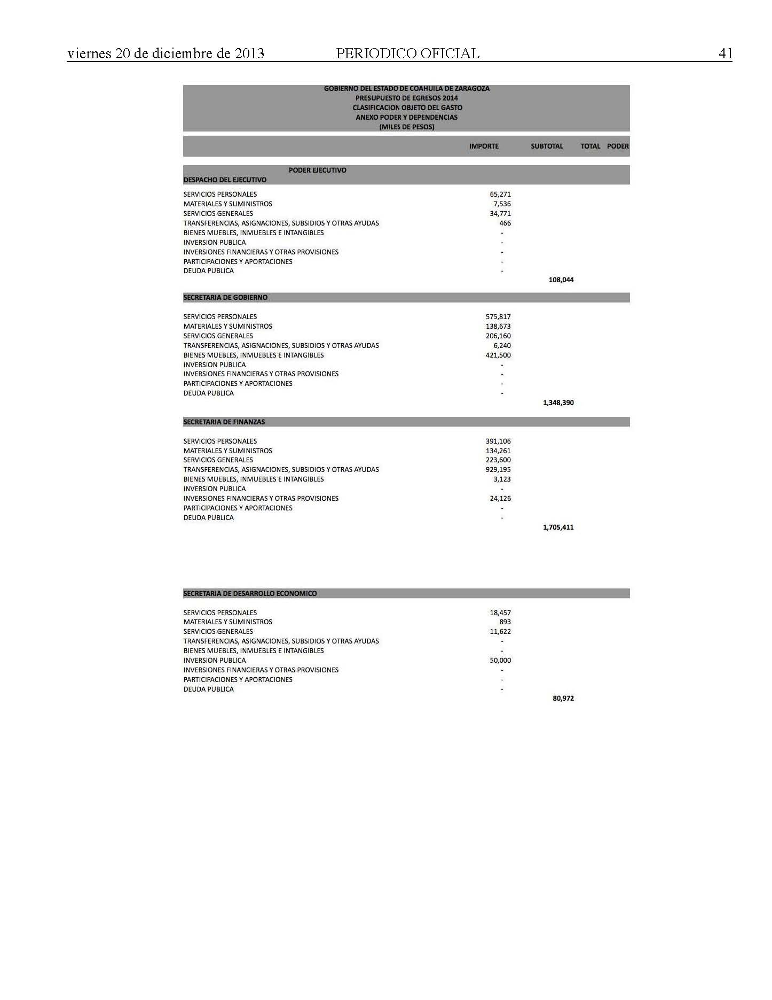 viernes 20 de diciembre de 2013 PERIODICO OFICIAL 41
GOBIERNO DEL ESTADO DE COAHUILA DE ZARAGOZA
PRESUPUESTO DE EGRESOS 2014
CLASIFICACION OBJETO DEL GASTO
ANEXO PODER Y DEPENDENCIAS
(MILES DE PESOS)
IMPORTE SUBTOTAL TOTAL PODER
PODER EJECUTIVO
DESPACHO DEL EJECUTIVO
SERVICIOS PERSONALES 65,271
MATERIALES Y SUMINISTROS 7,536
SERVICIOS GENERALES 34,771
TRANSFERENCIAS, ASIGNACIONES, SUBSIDIOS Y OTRAS AYUDAS 466
BIENES MUEBLES, INMUEBLES E INTANGIBLES -
INVERSION PUBLICA -
INVERSIONES FINANCIERAS Y OTRAS PROVISIONES -
PARTICIPACIONES Y APORTACIONES -
DEUDA PUBLICA -
108,044
SECRETARIA DE GOBIERNO
SERVICIOS PERSONALES 575,817
MATERIALES Y SUMINISTROS 138,673
SERVICIOS GENERALES 206,160
TRANSFERENCIAS, ASIGNACIONES, SUBSIDIOS Y OTRAS AYUDAS 6,240
BIENES MUEBLES, INMUEBLES E INTANGIBLES 421,500
INVERSION PUBLICA -
INVERSIONES FINANCIERAS Y OTRAS PROVISIONES -
PARTICIPACIONES Y APORTACIONES -
DEUDA PUBLICA -
1,348,390
SECRETARIA DE FINANZAS
SERVICIOS PERSONALES 391,106
MATERIALES Y SUMINISTROS 134,261
SERVICIOS GENERALES 223,600
TRANSFERENCIAS, ASIGNACIONES, SUBSIDIOS Y OTRAS AYUDAS 929,195
BIENES MUEBLES, INMUEBLES E INTANGIBLES 3,123
INVERSION PUBLICA -
INVERSIONES FINANCIERAS Y OTRAS PROVISIONES 24,126
PARTICIPACIONES Y APORTACIONES -
DEUDA PUBLICA -
1,705,411
SECRETARIA DE DESARROLLO ECONOMICO
SERVICIOS PERSONALES 18,457
MATERIALES Y SUMINISTROS 893
SERVICIOS GENERALES 11,622
TRANSFERENCIAS, ASIGNACIONES, SUBSIDIOS Y OTRAS AYUDAS -
BIENES MUEBLES, INMUEBLES E INTANGIBLES -
INVERSION PUBLICA 50,000
INVERSIONES FINANCIERAS Y OTRAS PROVISIONES -
PARTICIPACIONES Y APORTACIONES -
DEUDA PUBLICA -
80,972